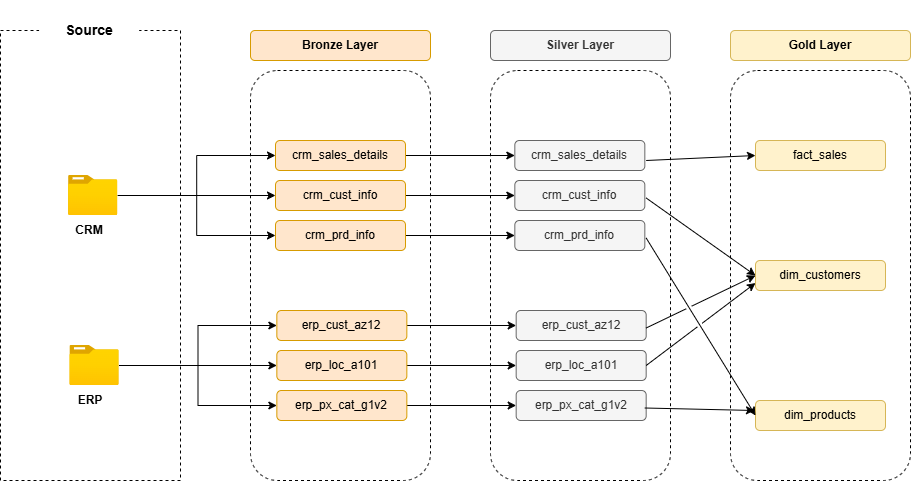 Source
Bronze Layer
Silver Layer
Gold Layer
crm_sales_details
crm_sales_details
fact_sales
crm_cust_info
crm_cust_info
CRM
crm_prd_info
crm_prd_info
dim_customers
erp_cust_az12
erp_cust_az12
erp_loc_a101
erp_loc_a101
ERP
erp_px_cat_g1v2
erp_px_cat_g1v2
dim_products